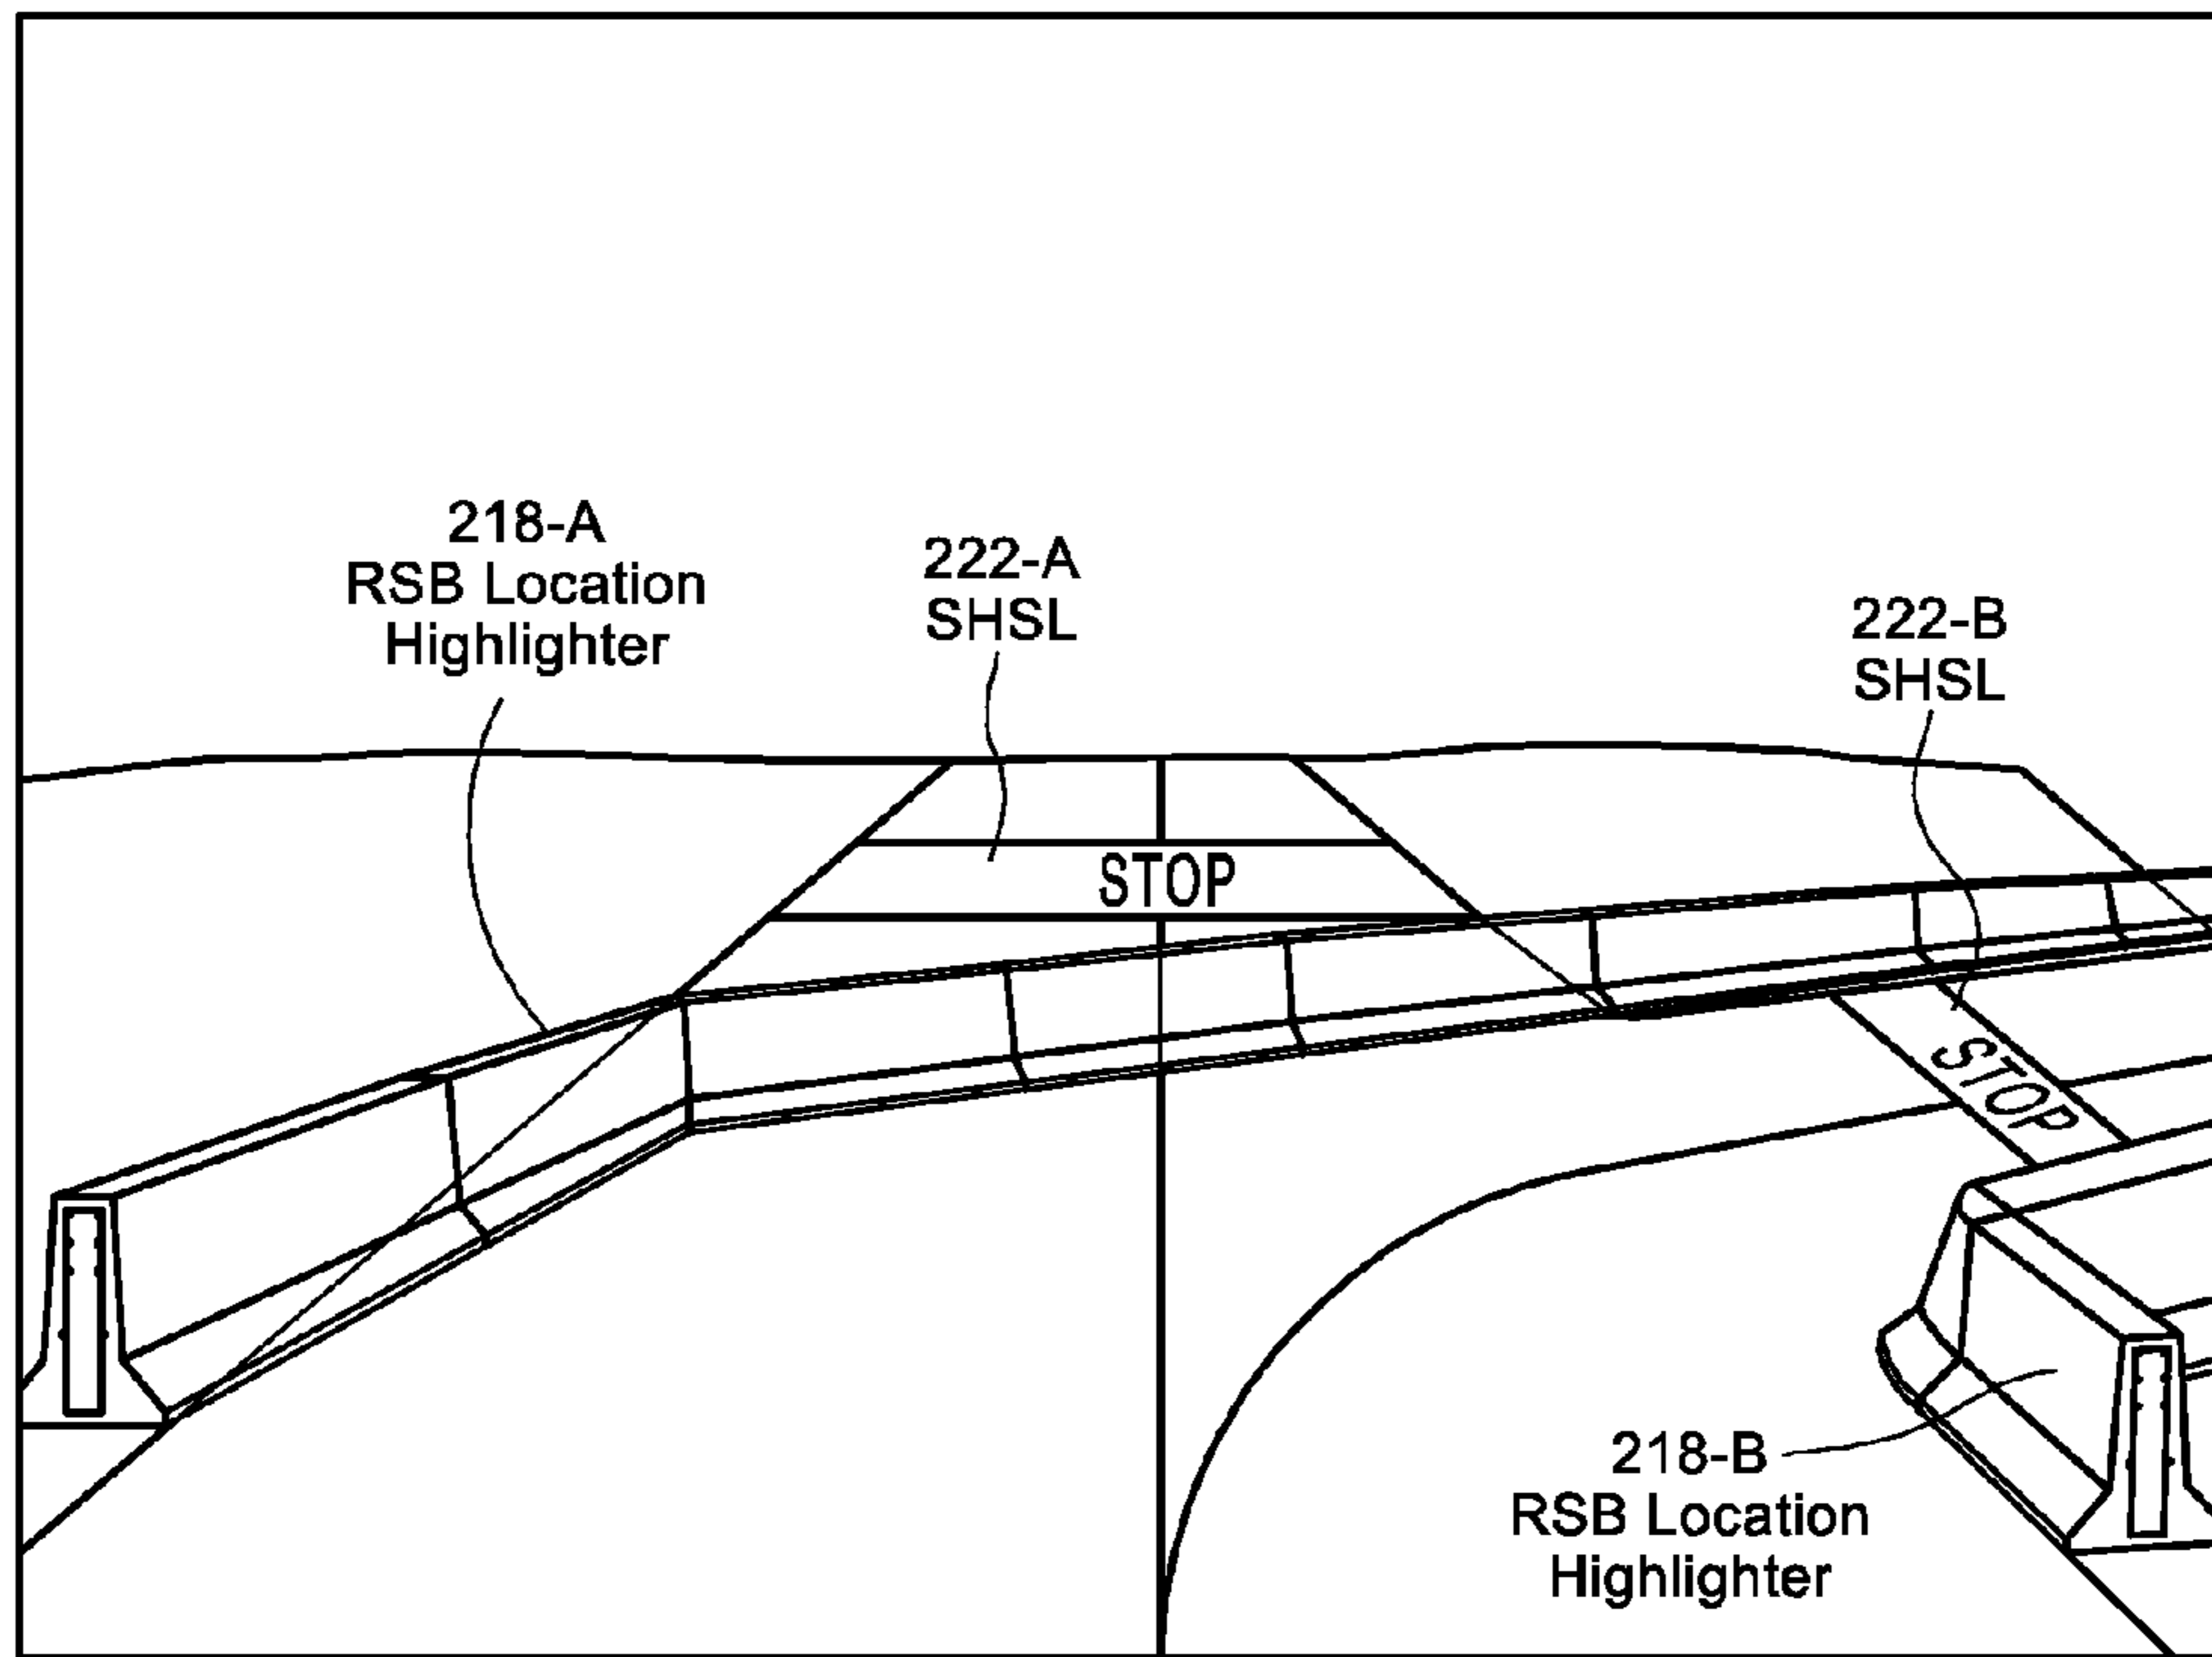 218-A
RSB Location
Highlighter
222-A
SHSL
222-B
SHSL
STOP
STOP
218-B
RSB Location
Highlighter